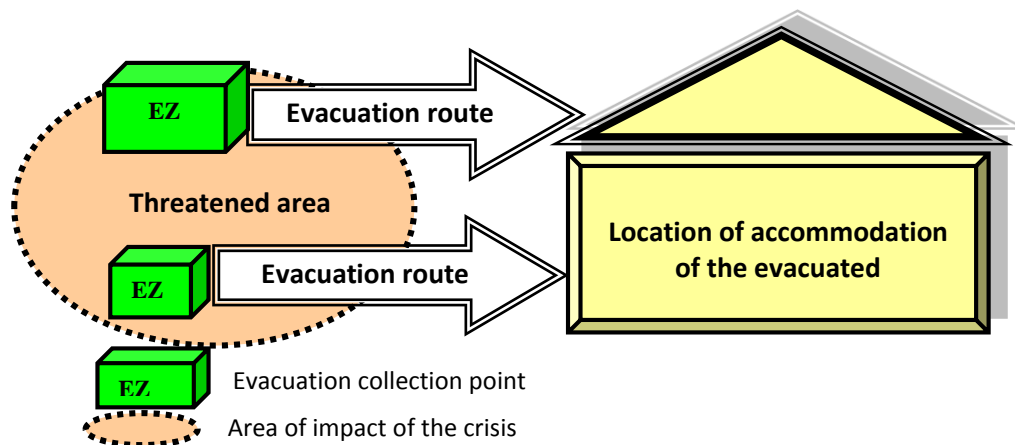 EZ
Evacuation route
Threatened area
Location of accommodation
of the evacuated
Evacuation route
EZ
EZ
Evacuation collection point
Area of impact of the crisis